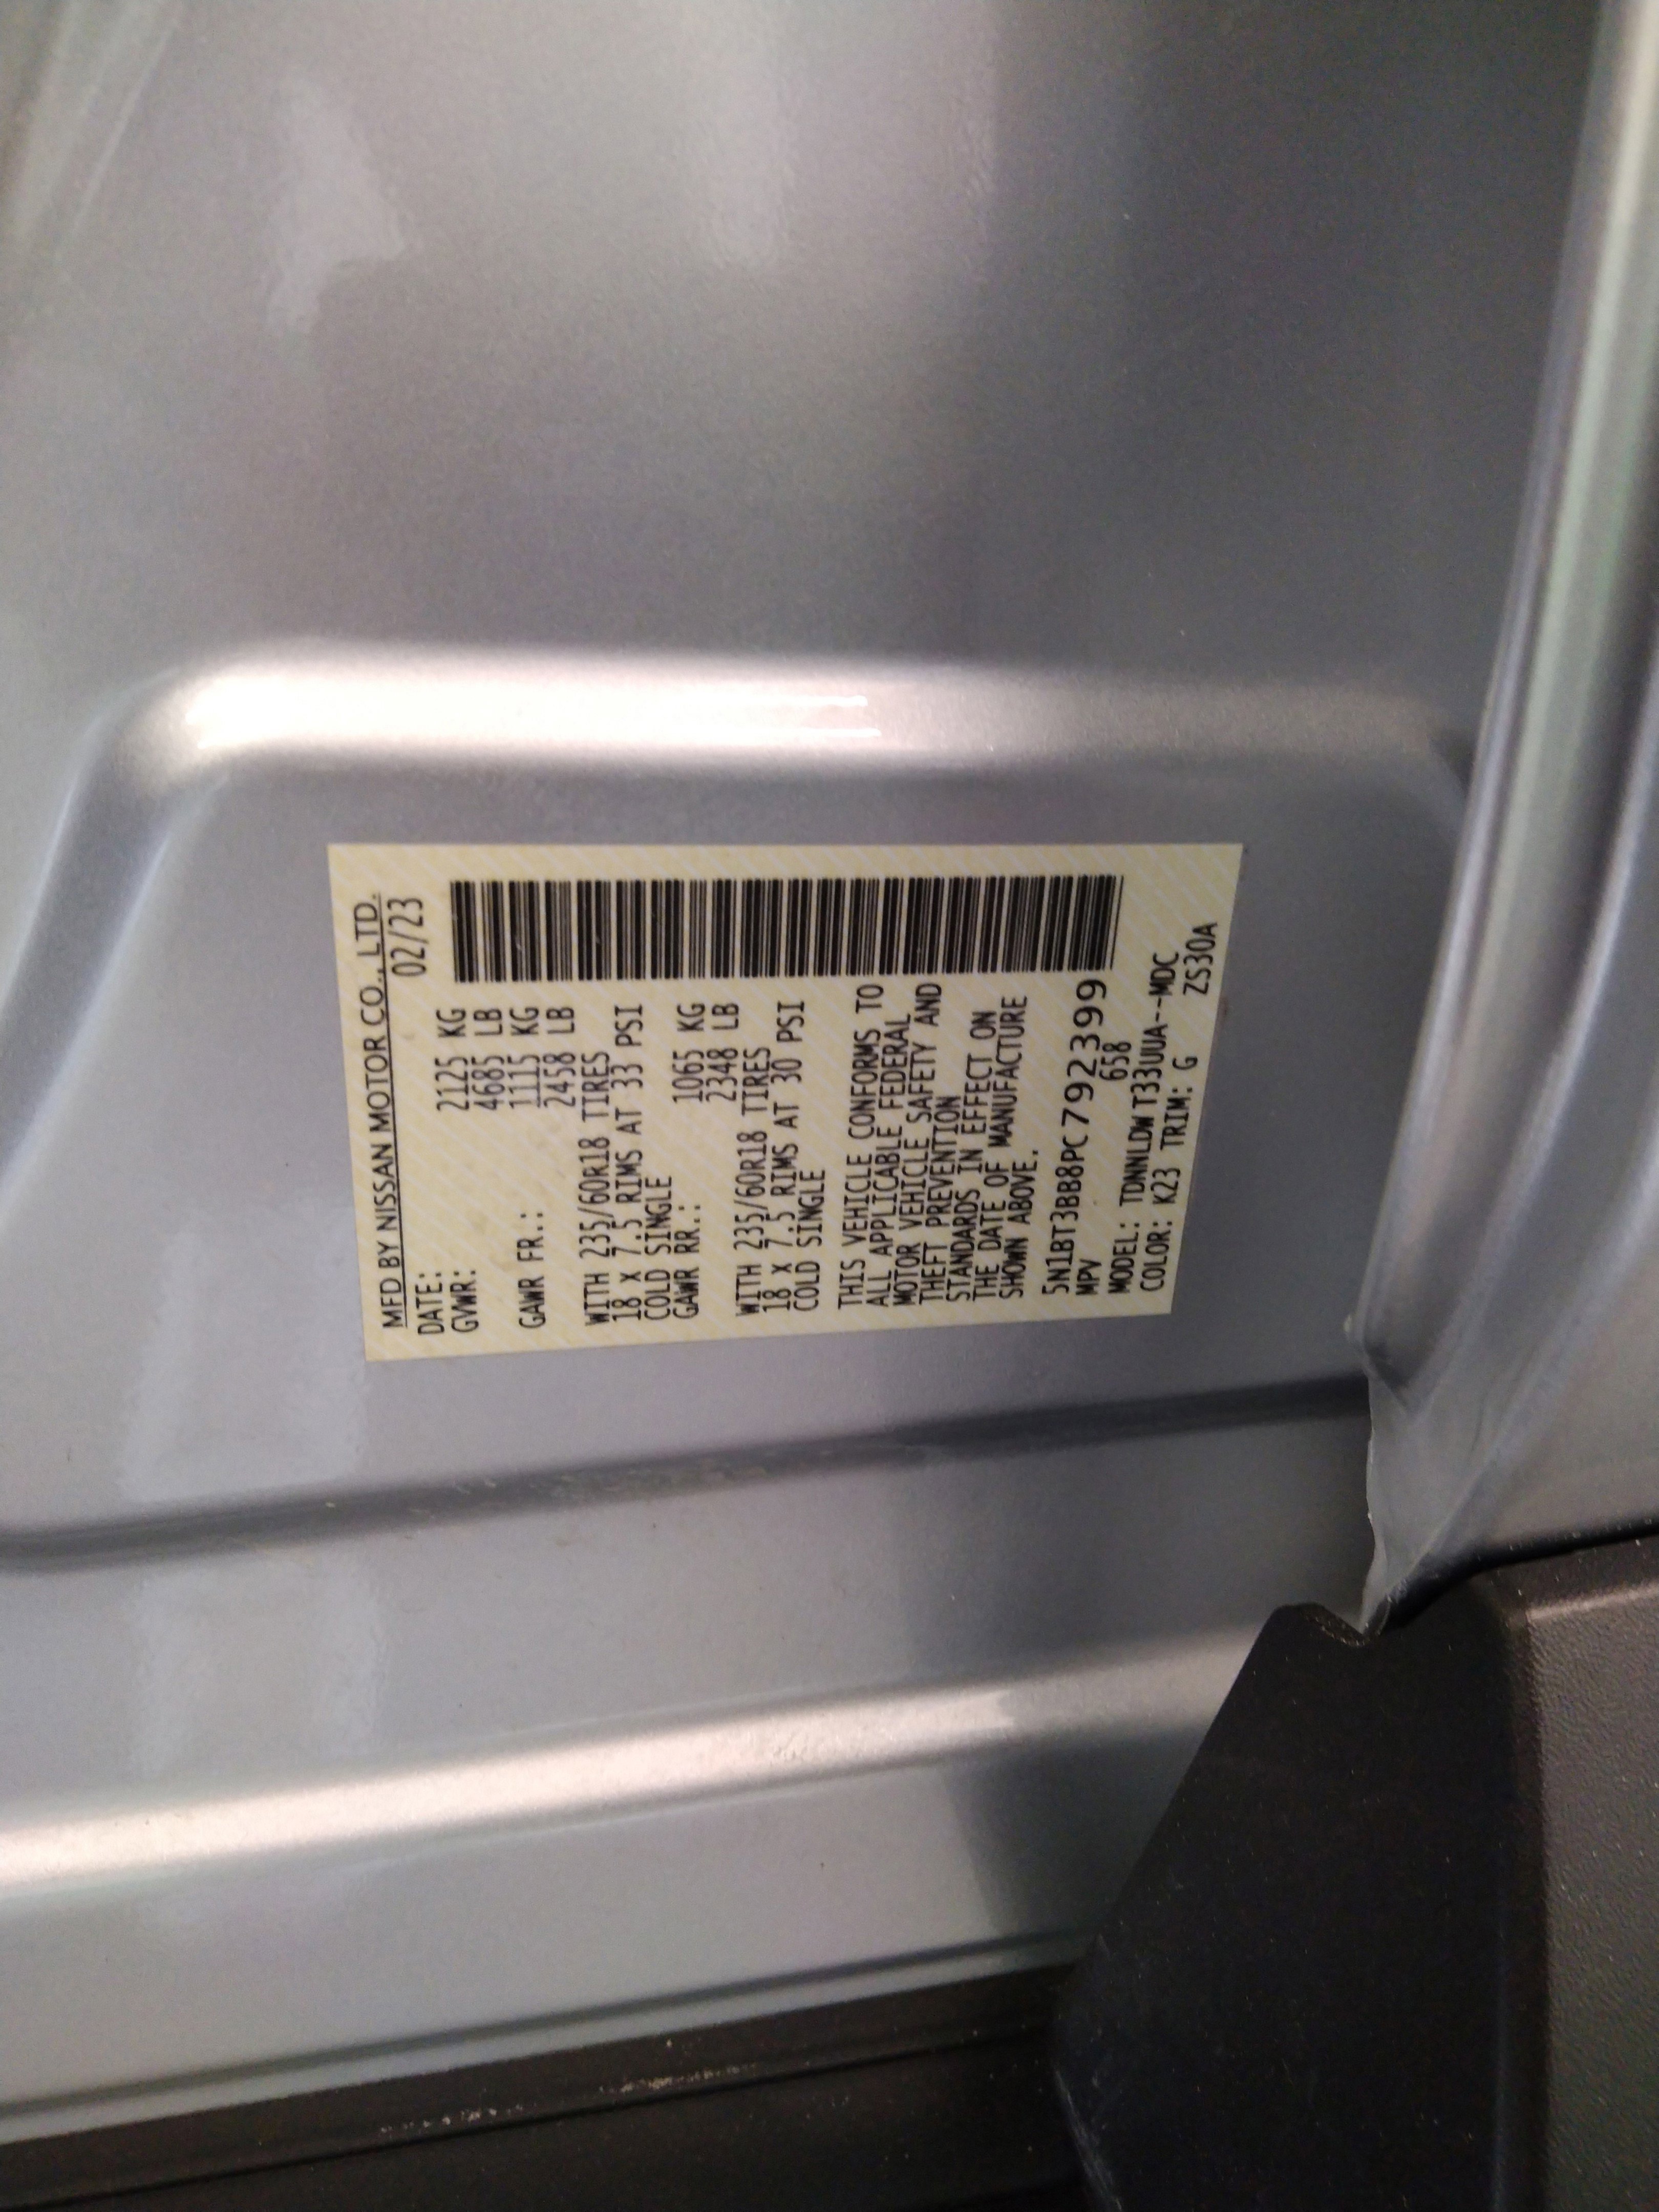 MFD BY NISSAN MOTOR CO., LTD.
DATE: 02/23
GVWR: 2125 KG
4685 LB
GAWR FR.: 1115 KG
2458 LB
WITH 235/60R18 TIRES
18 X 7.5 RIMS AT 33 PSI
COLD SINGLE
GAWR RR.: 1065 KG
2348 LB
WITH 235/60R18 TIRES
18 X 7.5 RIMS AT 30 PSI
COLD SINGLE
THIS VEHICLE CONFORMS TO
ALL APPLICABLE FEDERAL
MOTOR VEHICLE SAFETY AND
THEFT PREVENTION
STANDARDS IN EFFECT ON
THE DATE OF MANUFACTURE
SHOWN ABOVE.
5N1BT3BB8PC792399
MPV 658
MODEL: TDNNLDW T33UUA--MDC
COLOR: K23 TRIM: G ZS30A